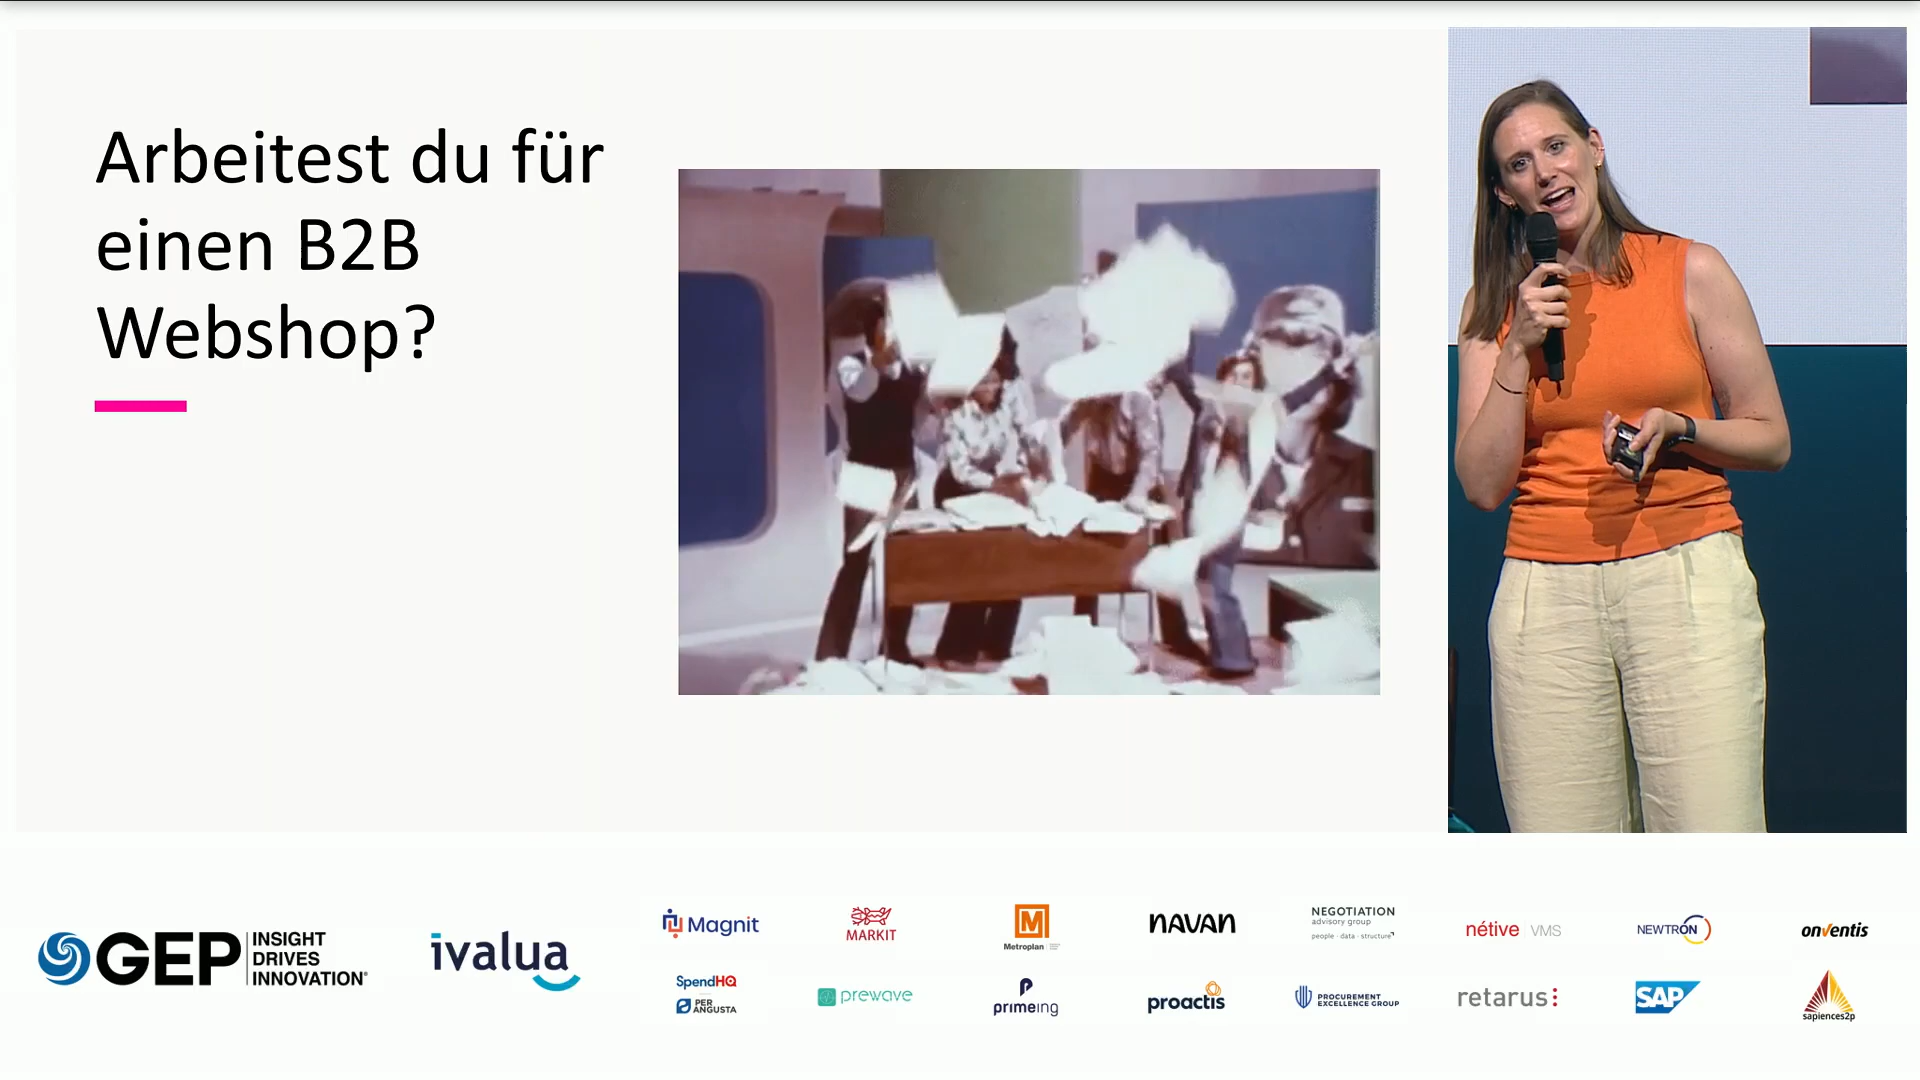 Arbeitest du für
einen B2B
Webshop?
GEP
INSIGHT
DRIVES
INNOVATION
ivalua
Magnit
MARKIT
Metroplan
NAVAN
NEGOTIATION
advisory group
people · data · structure
nétive VMS
NEWTRON
onventis
SpendHQ
PER
ANGUSTA
prewave
primeing
proactis
PROCUREMENT
EXCELLENCE GROUP
retarus
SAP
sapiences2p